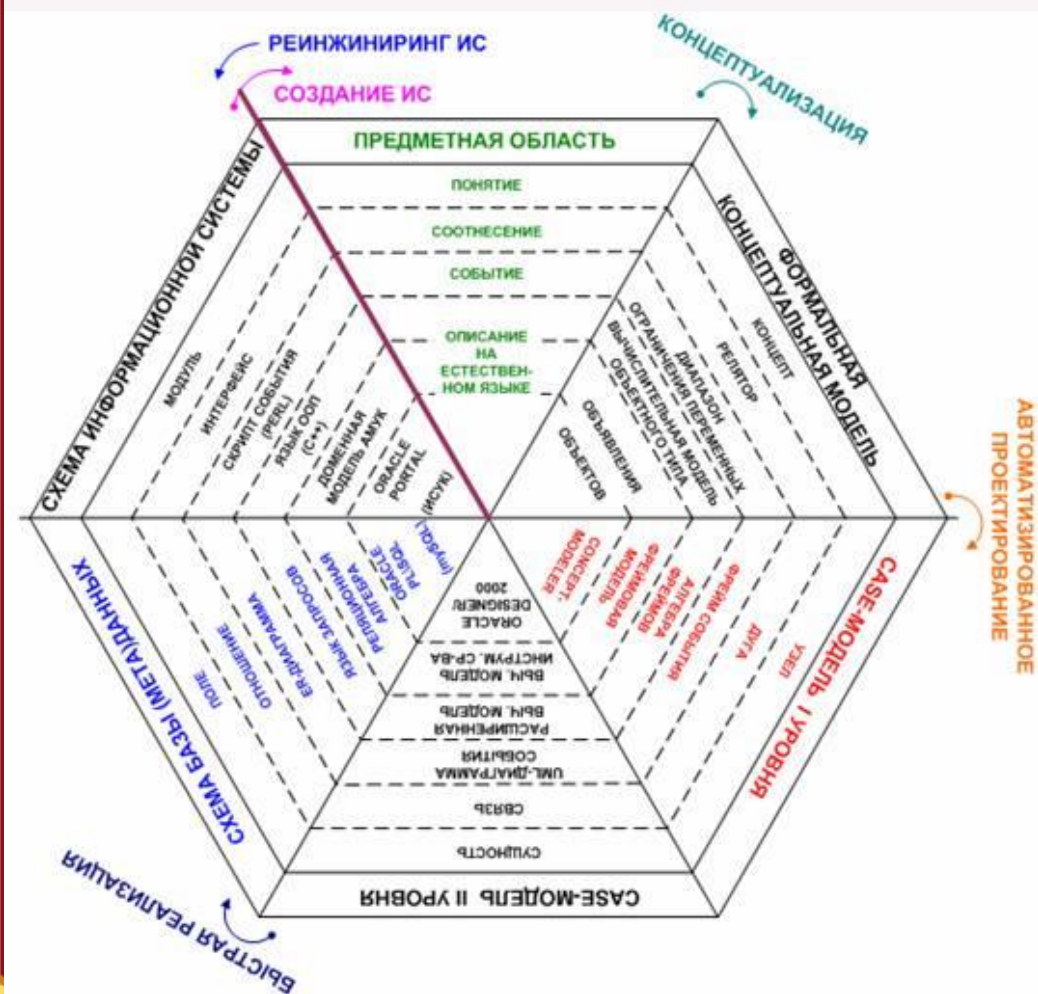 РЕИНЖИНИРИНГ ИС
СОЗДАНИЕ ИС
КОНЦЕПТУАЛИЗАЦИЯ
ПРЕДМЕТНАЯ ОБЛАСТЬ
ПОНЯТИЕ
СООТНЕСЕНИЕ
СОБЫТИЕ
ОПИСАНИЕ
НА
ЕСТЕСТВЕН-
НОМ ЯЗЫКЕ
ФОРМАЛЬНАЯ
КОНЦЕПТУАЛЬНАЯ МОДЕЛЬ
КОНЦЕПТ
РЕЛЯТОР
ДИАПАЗОН
ОГРАНИЧЕНИЯ ПЕРЕМЕННЫХ
ВЫЧИСЛИТЕЛЬНАЯ МОДЕЛЬ
ОБЪЕКТНОГО ТИПА
ОБЪЯВЛЕНИЯ
ОБЪЕКТОВ
АВТОМАТИЗИРОВАННОЕ
ПРОЕКТИРОВАНИЕ
CASE-МОДЕЛЬ I УРОВНЯ
УЗЕЛ
ДУГА
ФРЕЙМ СОБЫТИЯ
АЛГЕБРА
ФРЕЙМОВ
ФРЕЙМОВАЯ
МОДЕЛЬ
CONCEPT-
MODELER
CASE-МОДЕЛЬ II УРОВНЯ
СУЩНОСТЬ
СВЯЗЬ
UML-ДИАГРАММА
СОБЫТИЯ
РАСШИРЕННАЯ
ВЫЧ. МОДЕЛЬ
ВЫЧ. МОДЕЛЬ
ИНСТРУМ. СР-ВА
ORACLE
DESIGNER/
2000
БЫСТРАЯ РЕАЛИЗАЦИЯ
СХЕМА БАЗЫ (МЕТА)ДАННЫХ
ПОЛЕ
ОТНОШЕНИЕ
ER-ДИАГРАММА
ЯЗЫК ЗАПРОСОВ
РЕЛЯЦИОННАЯ
АЛГЕБРА
ORACLE
PL/SQL
(mySQL)
СХЕМА ИНФОРМАЦИОННОЙ СИСТЕМЫ
МОДУЛЬ
ИНТЕРФЕЙС
СКРИПТ СОБЫТИЯ
(PERL)
ЯЗЫК ООП
(C++)
ДОМЕННАЯ
МОДЕЛЬ АМУК
ORACLE
PORTAL
(ИСУК)